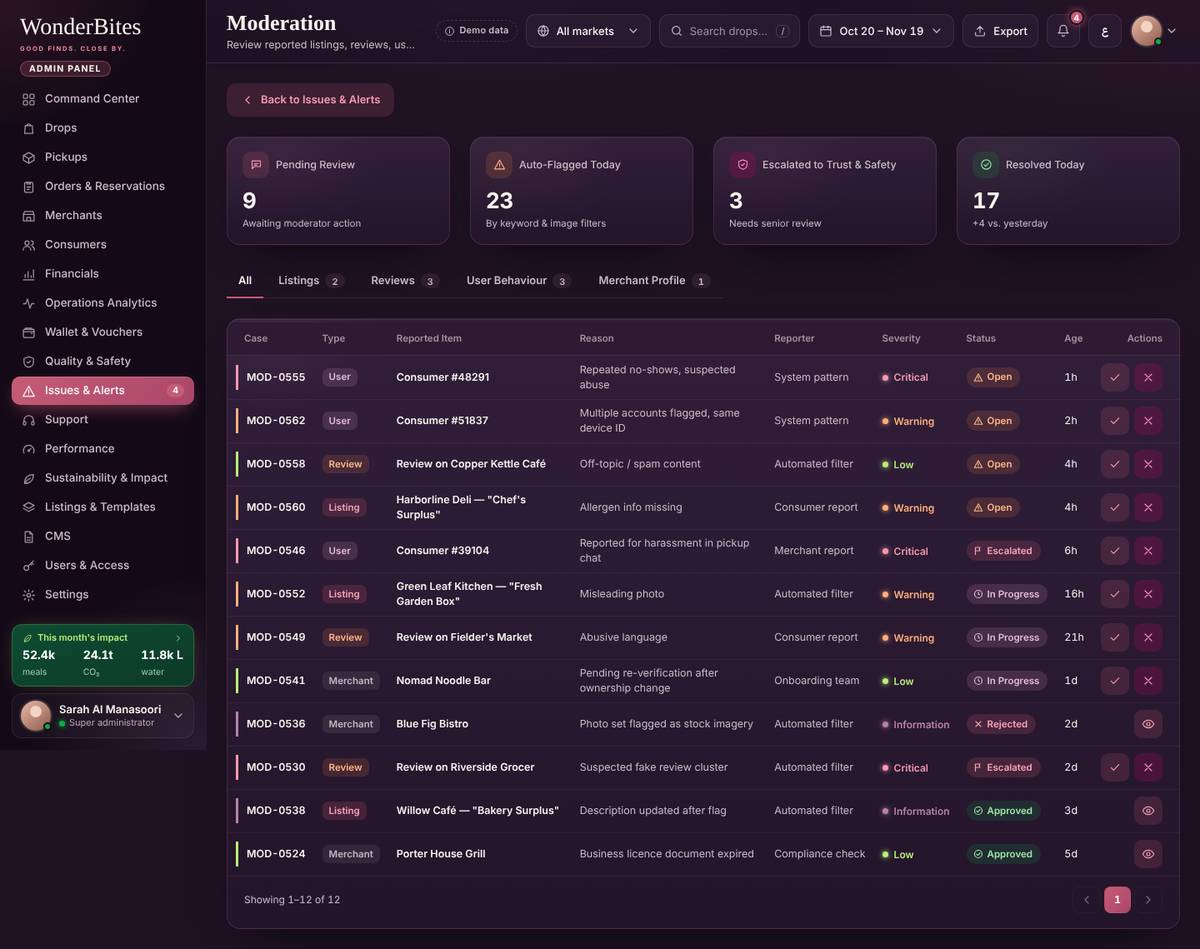 WonderBites
GOOD FINDS. CLOSE BY.
ADMIN PANEL
Command Center
Drops
Pickups
Orders & Reservations
Merchants
Consumers
Financials
Operations Analytics
Wallet & Vouchers
Quality & Safety
Issues & Alerts 4
Support
Performance
Sustainability & Impact
Listings & Templates
CMS
Users & Access
Settings
This month's impact
52.4k 24.1t 11.8k L
meals CO₂ water
Sarah Al Manasoori
Super administrator
Moderation
Review reported listings, reviews, us...
Demo data
All markets
Search drops... /
Oct 20 – Nov 19
Export
4
ع
Back to Issues & Alerts
Pending Review
9
Awaiting moderator action
Auto-Flagged Today
23
By keyword & image filters
Escalated to Trust & Safety
3
Needs senior review
Resolved Today
17
+4 vs. yesterday
All Listings 2 Reviews 3 User Behaviour 3 Merchant Profile 1
Case Type Reported Item Reason Reporter Severity Status Age Actions
MOD-0555 User Consumer #48291 Repeated no-shows, suspected abuse System pattern Critical Open 1h
MOD-0562 User Consumer #51837 Multiple accounts flagged, same device ID System pattern Warning Open 2h
MOD-0558 Review Review on Copper Kettle Café Off-topic / spam content Automated filter Low Open 4h
MOD-0560 Listing Harborline Deli — "Chef's Surplus" Allergen info missing Consumer report Warning Open 4h
MOD-0546 User Consumer #39104 Reported for harassment in pickup chat Merchant report Critical Escalated 6h
MOD-0552 Listing Green Leaf Kitchen — "Fresh Garden Box" Misleading photo Automated filter Warning In Progress 16h
MOD-0549 Review Review on Fielder's Market Abusive language Consumer report Warning In Progress 21h
MOD-0541 Merchant Nomad Noodle Bar Pending re-verification after ownership change Onboarding team Low In Progress 1d
MOD-0536 Merchant Blue Fig Bistro Photo set flagged as stock imagery Automated filter Information Rejected 2d
MOD-0530 Review Review on Riverside Grocer Suspected fake review cluster Automated filter Critical Escalated 2d
MOD-0538 Listing Willow Café — "Bakery Surplus" Description updated after flag Automated filter Information Approved 3d
MOD-0524 Merchant Porter House Grill Business licence document expired Compliance check Low Approved 5d
Showing 1–12 of 12
1